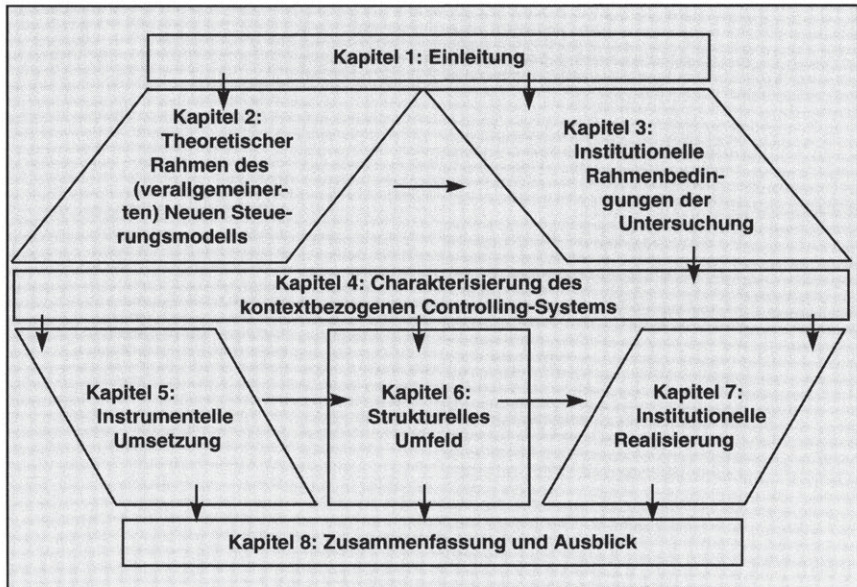 Kapitel 1: Einleitung
Kapitel 2:
Theoretischer
Rahmen des
(verallgemeiner-
ten) Neuen Steue-
rungsmodells
Kapitel 3:
Institutionelle
Rahmenbedin-
gungen der
Untersuchung
Kapitel 4: Charakterisierung des
kontextbezogenen Controlling-Systems
Kapitel 5:
Instrumentelle
Umsetzung
Kapitel 6:
Strukturelles
Umfeld
Kapitel 7:
Institutionelle
Realisierung
Kapitel 8: Zusammenfassung und Ausblick